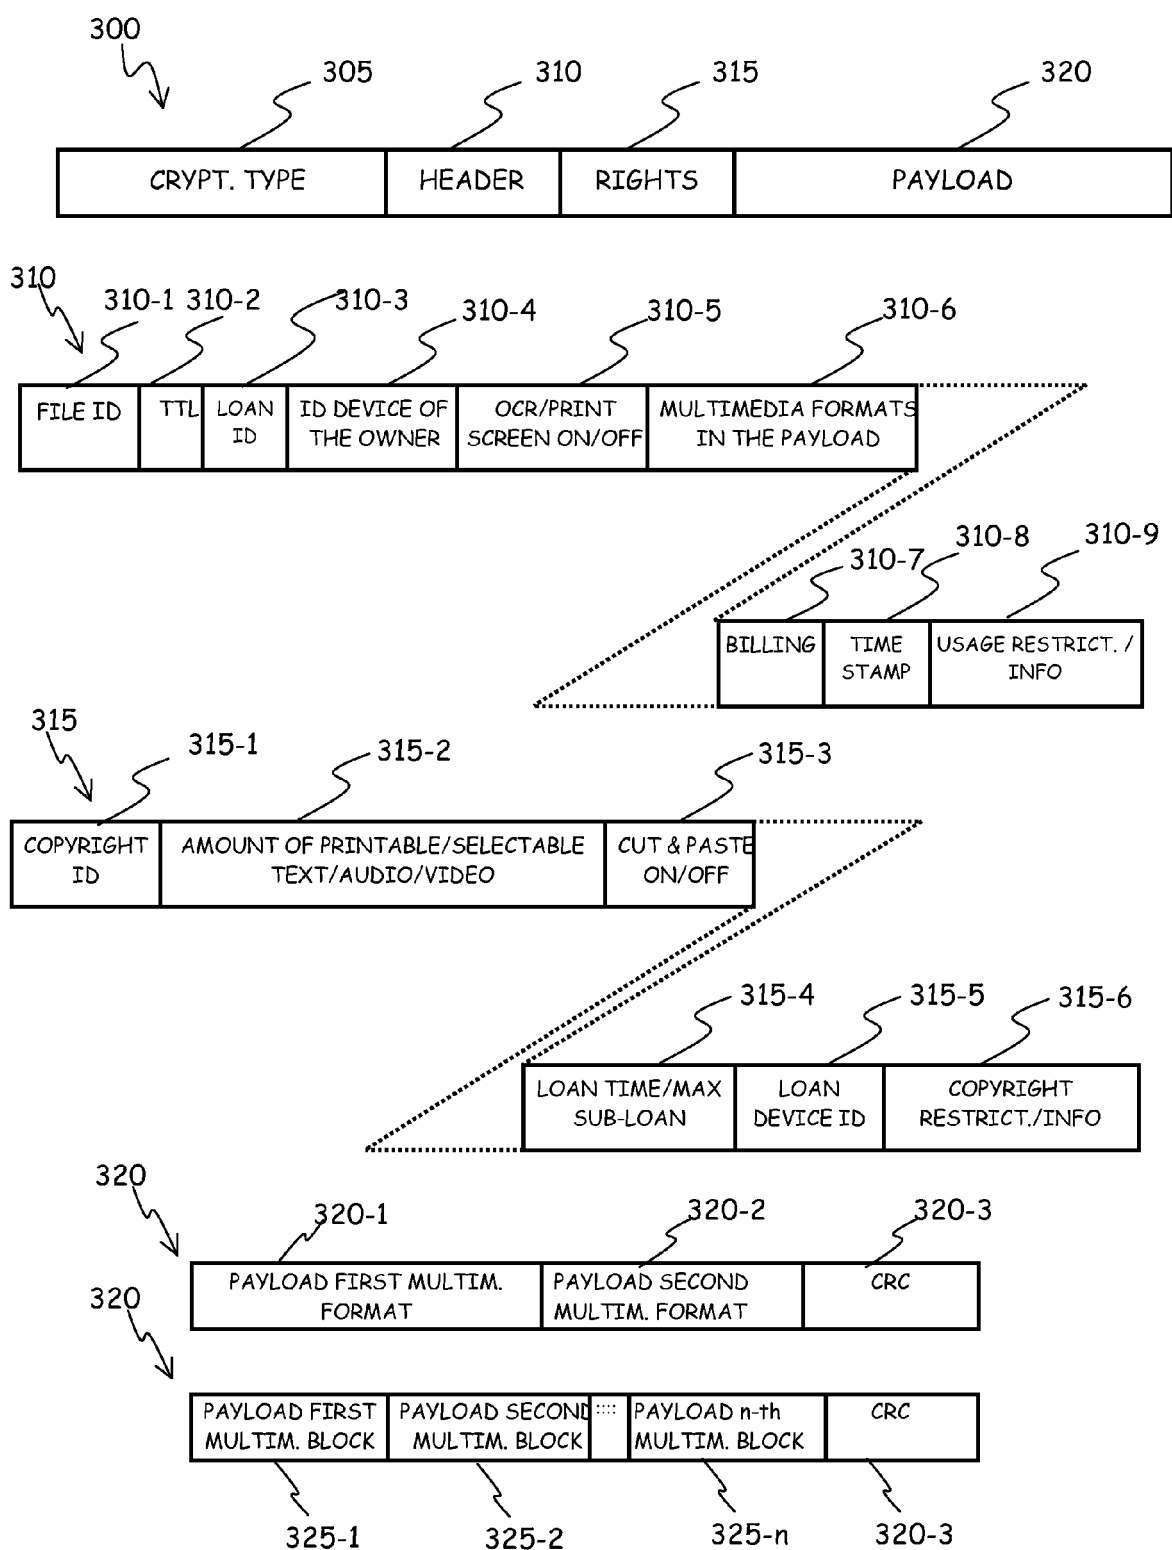 300
305 310 315 320
CRYPT. TYPE HEADER RIGHTS PAYLOAD
310
310-1 310-2 310-3 310-4 310-5 310-6
FILE ID TTL LOAN ID DEVICE OF OCR/PRINT MULTIMEDIA FORMATS
ID THE OWNER SCREEN ON/OFF IN THE PAYLOAD
310-7 310-8 310-9
BILLING TIME USAGE RESTRICT. /
STAMP INFO
315
315-1 315-2 315-3
COPYRIGHT AMOUNT OF PRINTABLE/SELECTABLE CUT & PASTE
ID TEXT/AUDIO/VIDEO ON/OFF
315-4 315-5 315-6
LOAN TIME/MAX LOAN COPYRIGHT
SUB-LOAN DEVICE ID RESTRICT./INFO
320
320-1 320-2 320-3
PAYLOAD FIRST MULTIM. PAYLOAD SECOND CRC
FORMAT MULTIM. FORMAT
320
PAYLOAD FIRST PAYLOAD SECOND :::: PAYLOAD n-th CRC
MULTIM. BLOCK MULTIM. BLOCK MULTIM. BLOCK
325-1 325-2 325-n 320-3